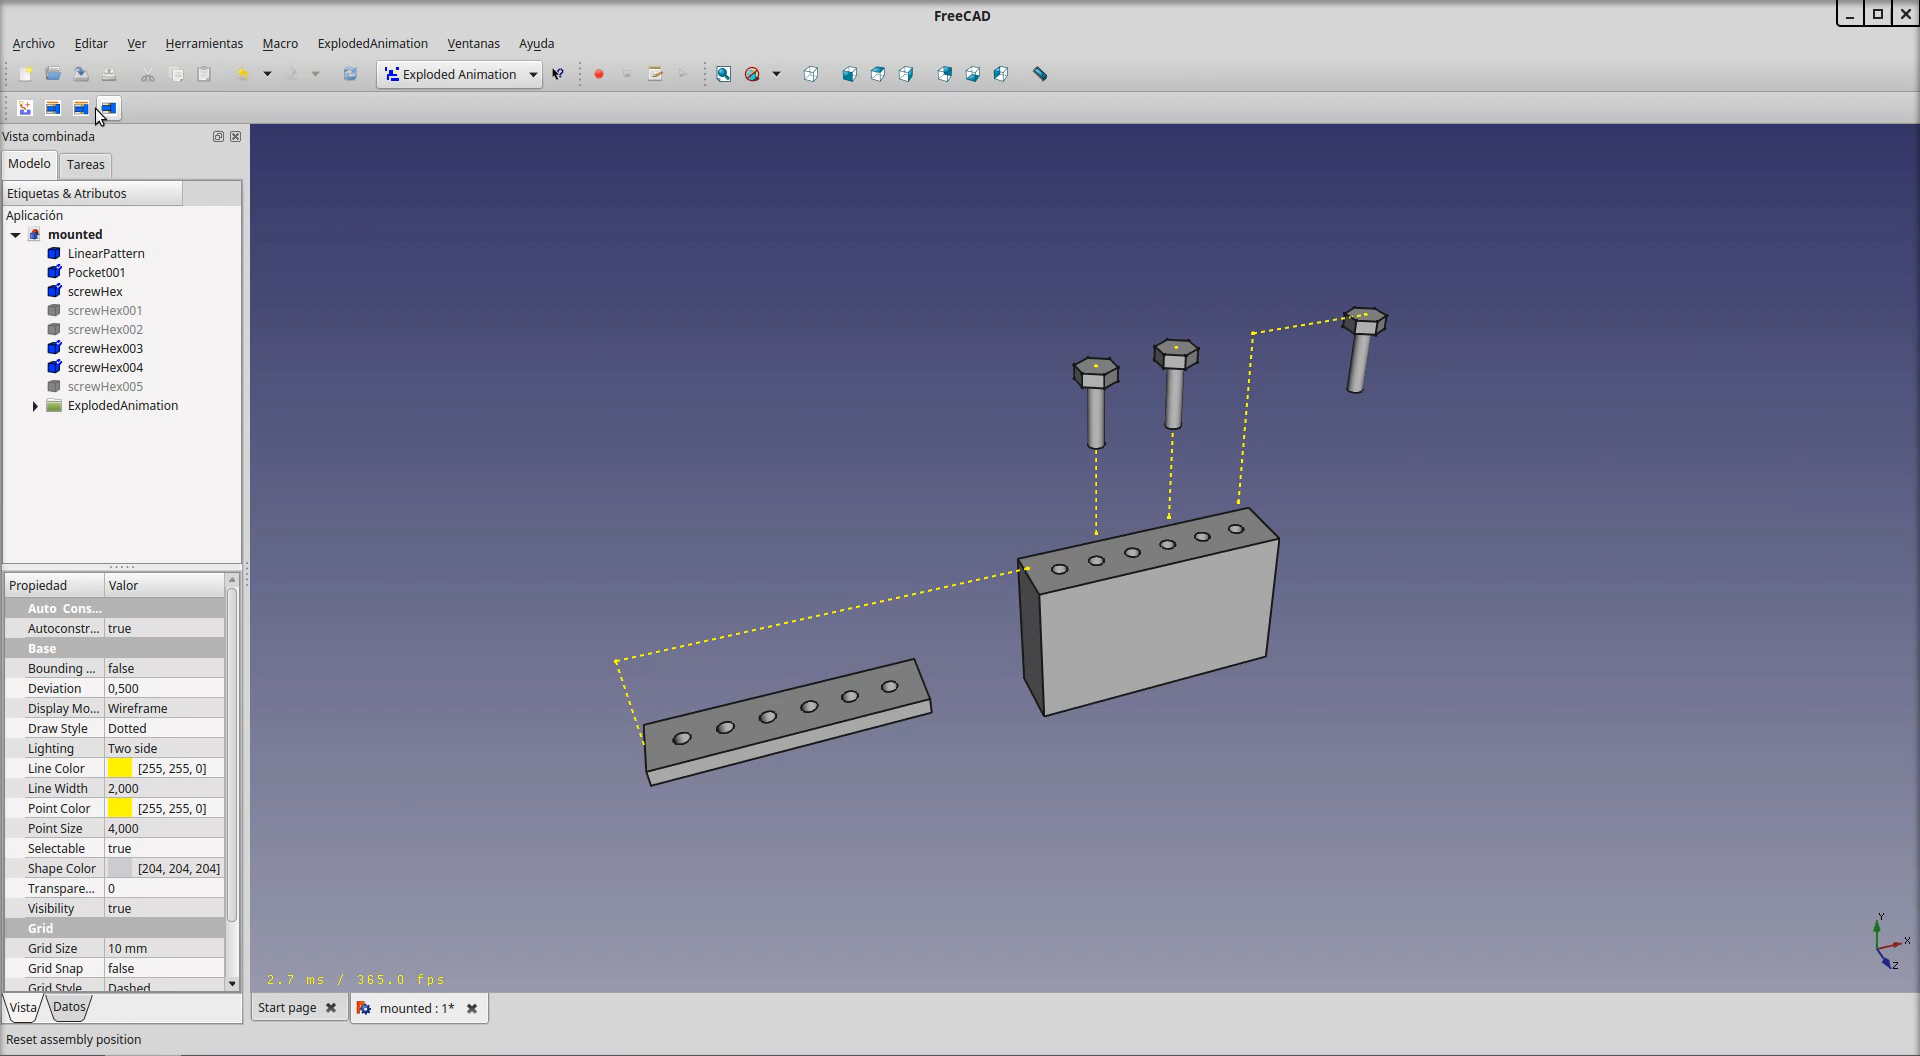 FreeCAD
Archivo Editar Ver Herramientas Macro ExplodedAnimation Ventanas Ayuda
Exploded Animation
Vista combinada
Modelo Tareas
Etiquetas & Atributos
Aplicación
mounted
LinearPattern
Pocket001
screwHex
screwHex001
screwHex002
screwHex003
screwHex004
screwHex005
ExplodedAnimation
Propiedad Valor
Auto Cons...
Autoconstr... true
Base
Bounding ... false
Deviation 0,500
Display Mo... Wireframe
Draw Style Dotted
Lighting Two side
Line Color [255, 255, 0]
Line Width 2,000
Point Color [255, 255, 0]
Point Size 4,000
Selectable true
Shape Color [204, 204, 204]
Transpare... 0
Visibility true
Grid
Grid Size 10 mm
Grid Snap false
Grid Style Dashed
Vista Datos
2.7 ms / 365.0 fps
Y
X
Z
Start page mounted : 1*
Reset assembly position